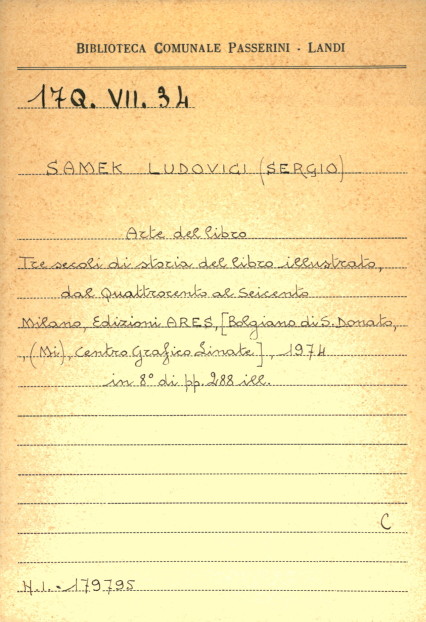 BIBLIOTECA COMUNALE PASSERINI - LANDI
17Q. VII. 34
SAMEK LUDOVICI (SERGIO)
Arte del libro
Tre secoli di storia del libro illustrato,
dal Quattrocento al Seicento
Milano, Edizioni ARES, [Bolgiano di S. Donato,
, (Mi), Centro Grafico Linate], 1974
in 8° di pp. 288 ill.
C
N.I. - 179795